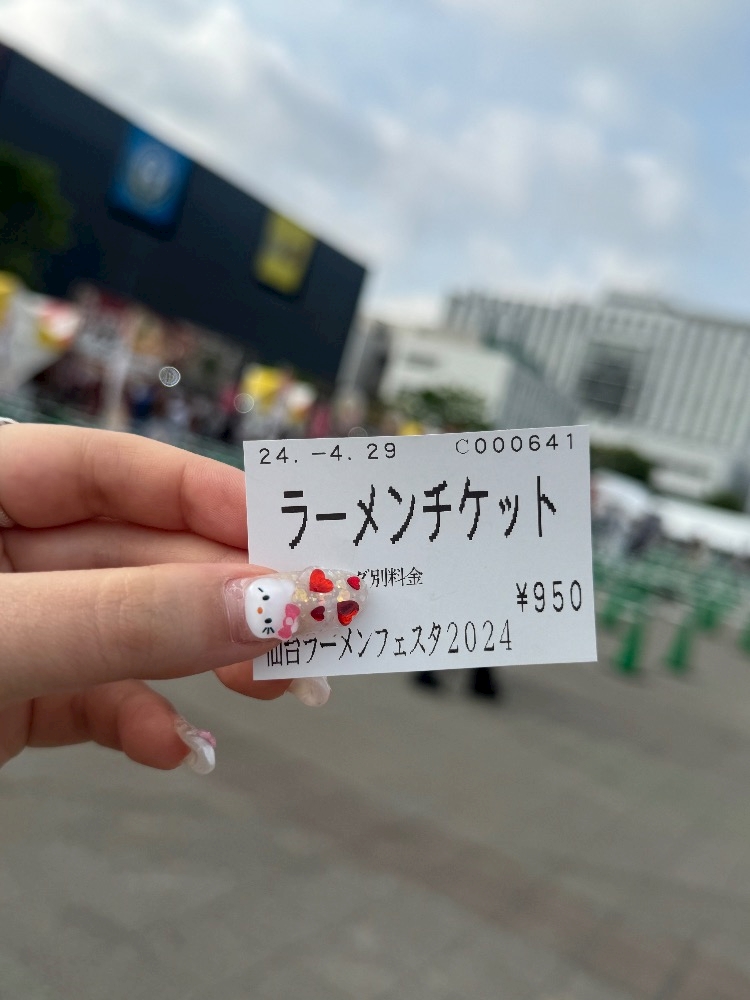 24.-4.29 C000641
ラーメンチケット
グ別料金
¥950
仙台ラーメンフェスタ2024